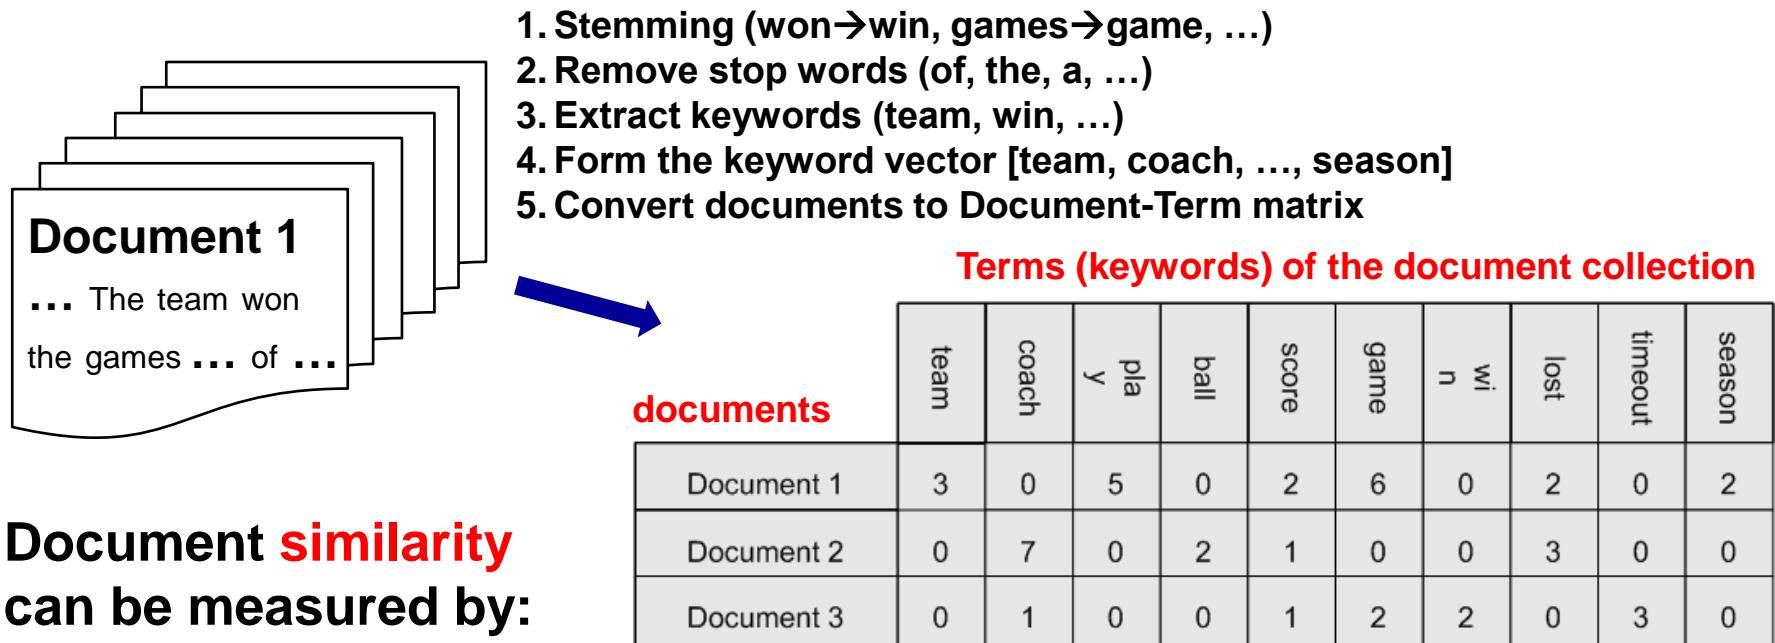 1. Stemming (won→win, games→game, …)
2. Remove stop words (of, the, a, …)
3. Extract keywords (team, win, …)
4. Form the keyword vector [team, coach, …, season]
5. Convert documents to Document-Term matrix
Document 1
… The team won
the games … of …
Terms (keywords) of the document collection
documents
team coach pla y ball score game wi n lost timeout season
Document 1 3 0 5 0 2 6 0 2 0 2
Document 2 0 7 0 2 1 0 0 3 0 0
Document 3 0 1 0 0 1 2 2 0 3 0
Document similarity
can be measured by: